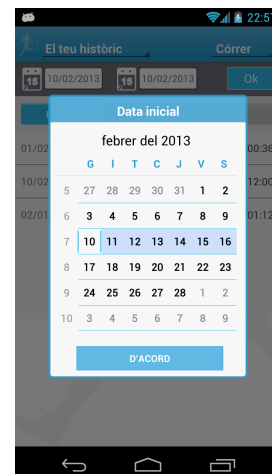 22:5
El teu històric
Córrer
15 10/02/2013 15 10/02/2013 Ok
Data inicial
febrer del 2013
G I T C J V S
5 27 28 29 30 31 1 2
6 3 4 5 6 7 8 9
7 10 11 12 13 14 15 16
8 17 18 19 20 21 22 23
9 24 25 26 27 28 1 2
10 3 4 5 6 7 8 9
D'ACORD
01/02 00:36
10/02 12:00
02/01 01:12